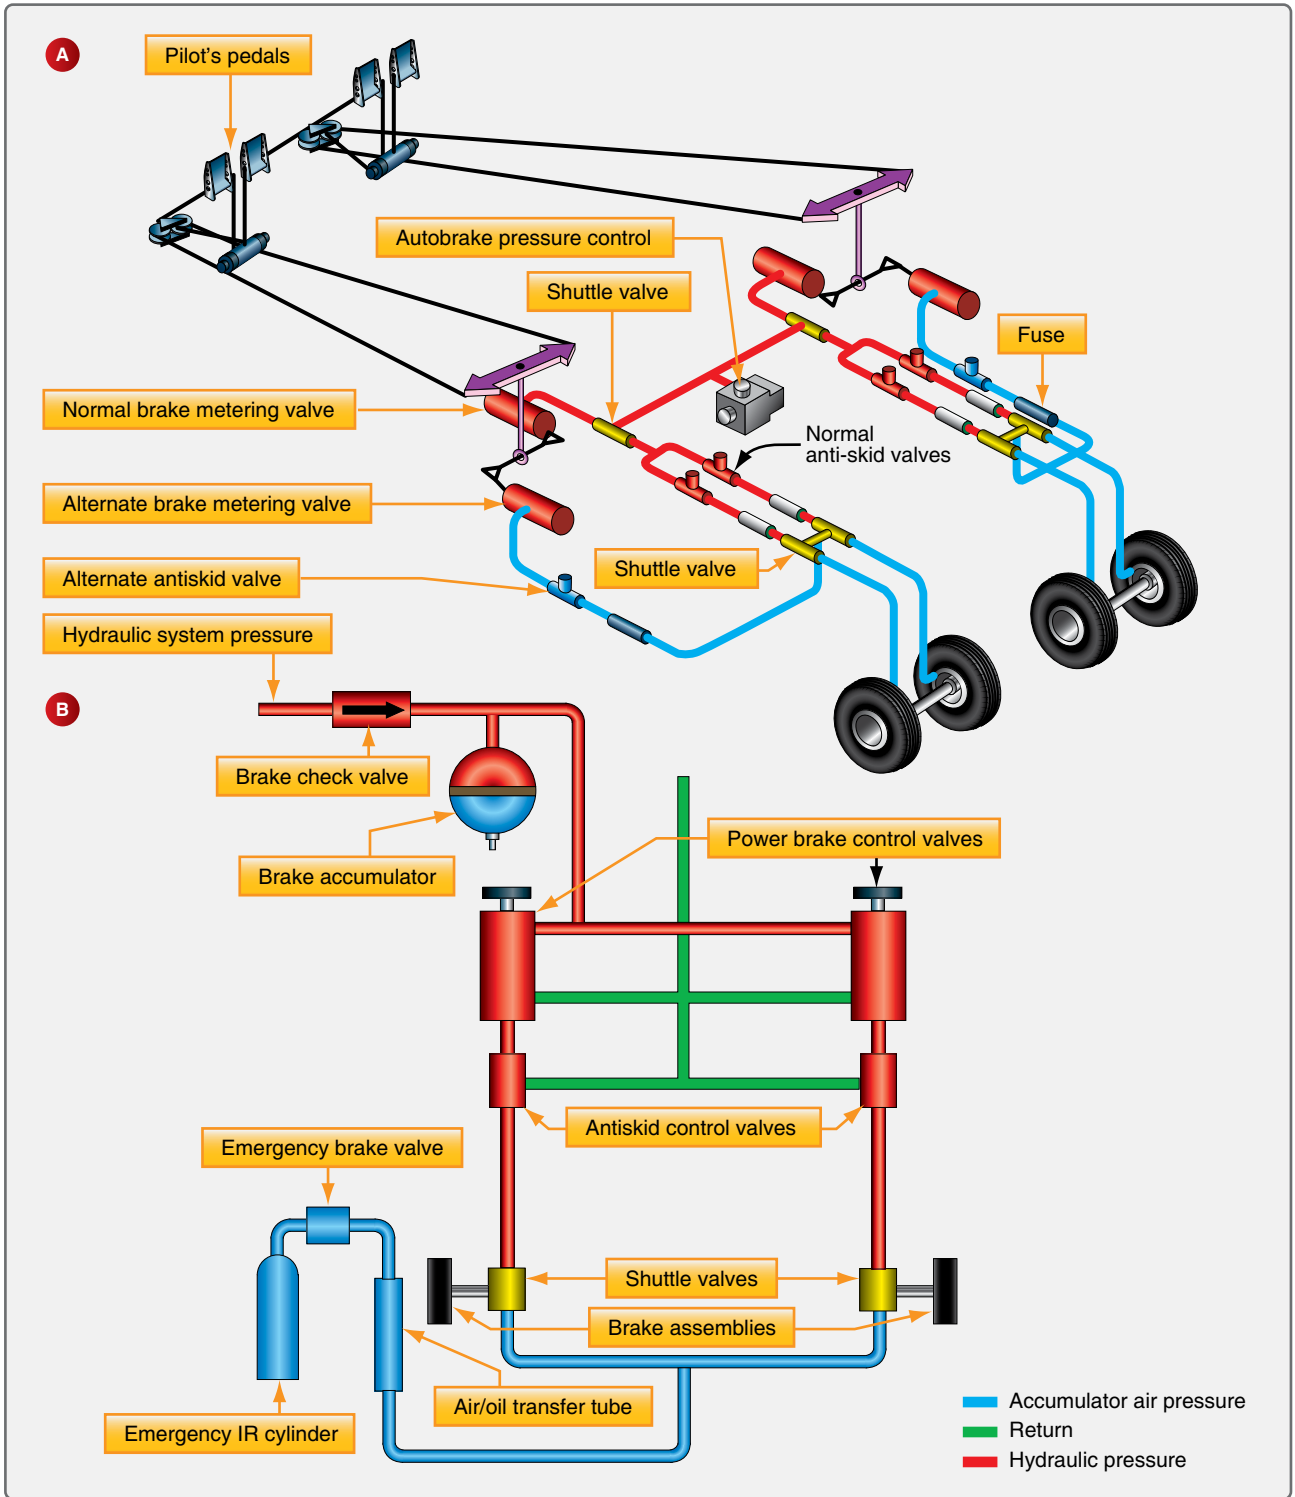 A
Pilot's pedals
Autobrake pressure control
Shuttle valve
Fuse
Normal brake metering valve
Normal
anti-skid valves
Alternate brake metering valve
Shuttle valve
Alternate antiskid valve
Hydraulic system pressure
B
Brake check valve
Power brake control valves
Brake accumulator
Antiskid control valves
Emergency brake valve
Shuttle valves
Brake assemblies
Air/oil transfer tube
Emergency IR cylinder
Accumulator air pressure
Return
Hydraulic pressure